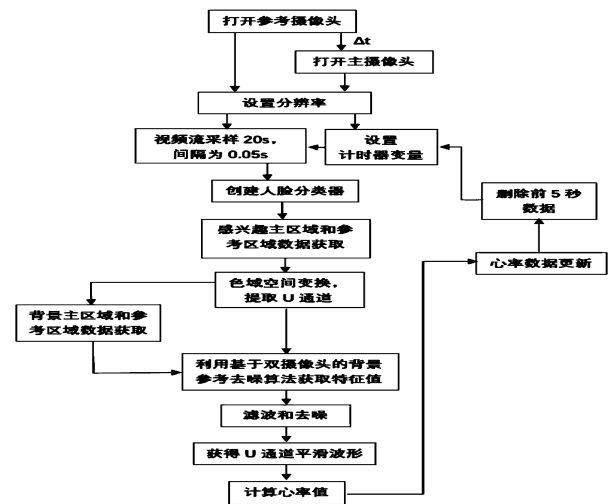 打开参考摄像头
Δt
打开主摄像头
设置分辨率
视频流采样 20s,
间隔为 0.05s
设置
计时器变量
创建人脸分类器
删除前 5 秒
数据
感兴趣主区域和参
考区域数据获取
心率数据更新
色域空间变换,
提取 U 通道
背景主区域和参
考区域数据获取
利用基于双摄像头的背景
参考去噪算法获取特征值
滤波和去噪
获得 U 通道平滑波形
计算心率值